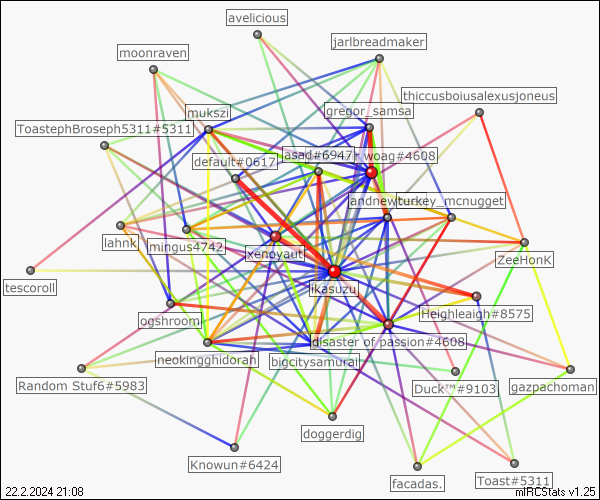 avelicious
jarlbreadmaker
moonraven
thiccusboiusalexusjoneus
gregor_samsa
mukszi
ToastephBroseph5311#5311
default#0617
asad#6947
woag#4608
andnew
turkey_mcnugget
lahnk
mingus4742
xenoyaut
ZeeHonK
tescoroll
ikasuzu
ogshroom
Heighleaigh#8575
disaster of passion#4608
neokingghidorah
bigcitysamurai
Random Stuf6#5983
Duck™#9103
gazpachoman
doggerdig
Knowun#6424
facadas.
Toast#5311
22.2.2024 21:08
mIRCStats v1.25